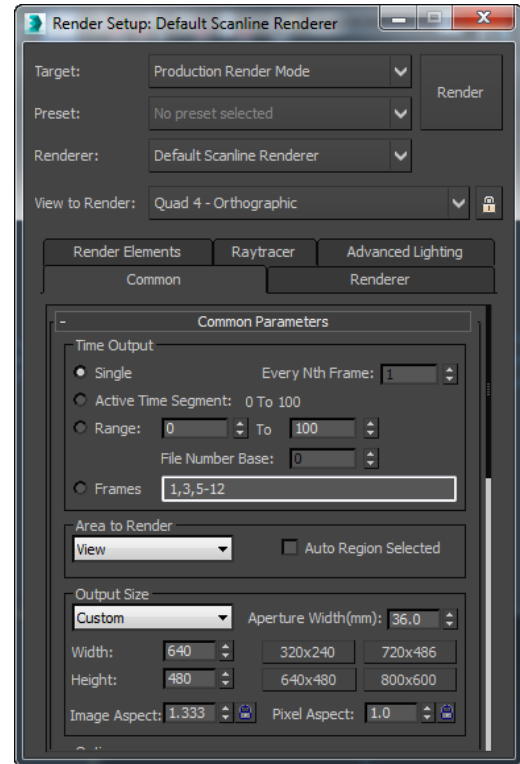 Render Setup: Default Scanline Renderer
Target: Production Render Mode
Render
Preset: No preset selected
Renderer: Default Scanline Renderer
View to Render: Quad 4 - Orthographic
Render Elements Raytracer Advanced Lighting
Common Renderer
- Common Parameters
Time Output
Single Every Nth Frame: 1
Active Time Segment: 0 To 100
Range: 0 To 100
File Number Base: 0
Frames 1,3,5-12
Area to Render
View Auto Region Selected
Output Size
Custom Aperture Width(mm): 36.0
Width: 640 320x240 720x486
Height: 480 640x480 800x600
Image Aspect: 1.333 Pixel Aspect: 1.0